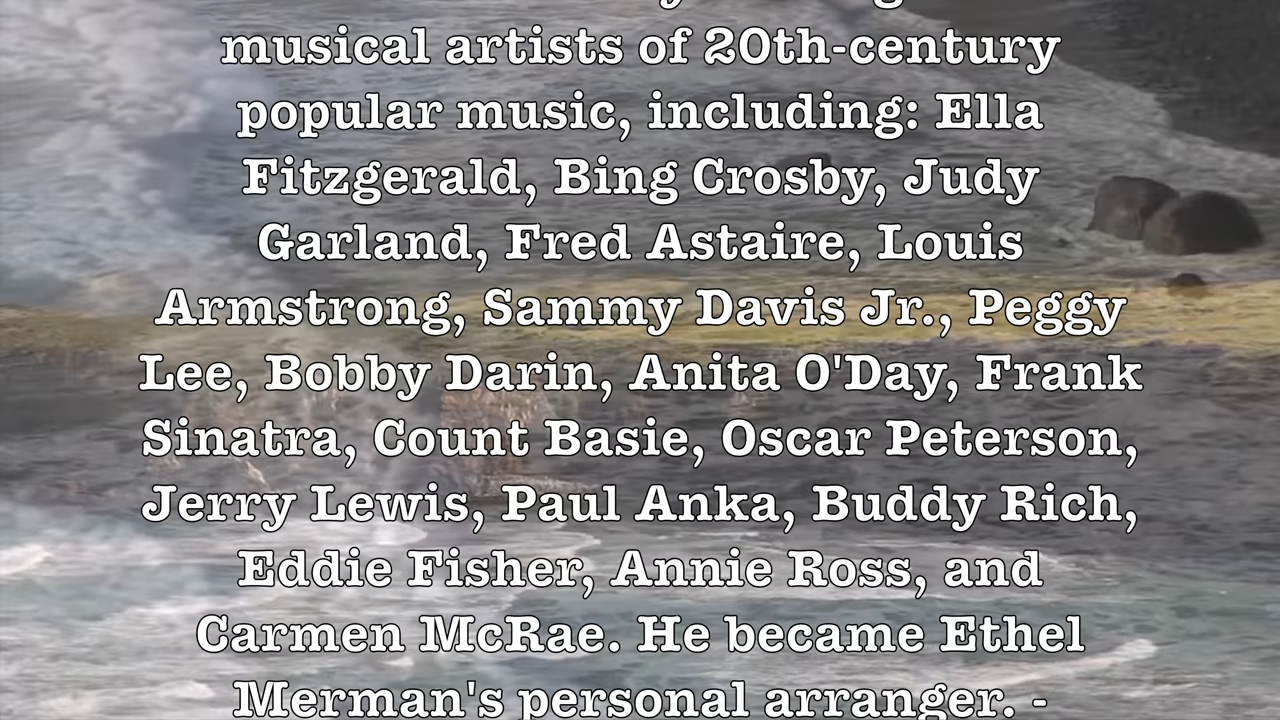 musical artists of 20th-century
popular music, including: Ella
Fitzgerald, Bing Crosby, Judy
Garland, Fred Astaire, Louis
Armstrong, Sammy Davis Jr., Peggy
Lee, Bobby Darin, Anita O'Day, Frank
Sinatra, Count Basie, Oscar Peterson,
Jerry Lewis, Paul Anka, Buddy Rich,
Eddie Fisher, Annie Ross, and
Carmen McRae. He became Ethel
Merman's personal arranger. -